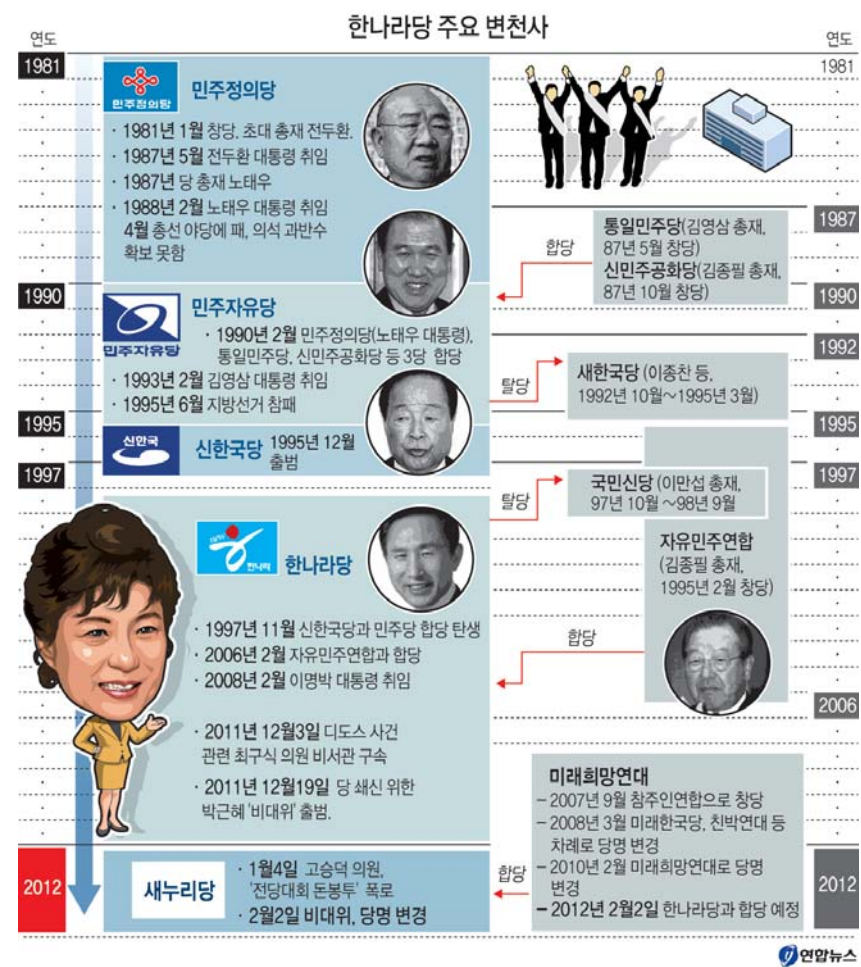 한나라당 주요 변천사
연도
연도
1981
1981
민주정의당
민주정의당
· 1981년 1월 창당, 초대 총재 전두환.
· 1987년 5월 전두환 대통령 취임
· 1987년 당 총재 노태우
· 1988년 2월 노태우 대통령 취임
4월 총선 야당에 패, 의석 과반수
확보 못함
1987
합당
통일민주당(김영삼 총재,
87년 5월 창당)
신민주공화당(김종필 총재,
87년 10월 창당)
1990
1990
민주자유당
민주자유당
· 1990년 2월 민주정의당(노태우 대통령),
통일민주당, 신민주공화당 등 3당 합당
· 1993년 2월 김영삼 대통령 취임
· 1995년 6월 지방선거 참패
1992
탈당
새한국당 (이종찬 등,
1992년 10월~1995년 3월)
1995
1995
신한국
신한국당 1995년 12월
출범
1997
1997
탈당
국민신당 (이만섭 총재,
97년 10월 ~98년 9월
자유민주연합
(김종필 총재,
1995년 2월 창당)
한나라
한나라당
· 1997년 11월 신한국당과 민주당 합당 탄생
· 2006년 2월 자유민주연합과 합당
· 2008년 2월 이명박 대통령 취임
합당
2006
· 2011년 12월3일 디도스 사건
관련 최구식 의원 비서관 구속
· 2011년 12월19일 당 쇄신 위한
박근혜 '비대위' 출범.
미래희망연대
– 2007년 9월 참주인연합으로 창당
– 2008년 3월 미래한국당, 친박연대 등
차례로 당명 변경
– 2010년 2월 미래희망연대로 당명
변경
– 2012년 2월2일 한나라당과 합당 예정
합당
2012
2012
새누리당
· 1월4일 고승덕 의원,
'전당대회 돈봉투' 폭로
· 2월2일 비대위, 당명 변경
연합뉴스